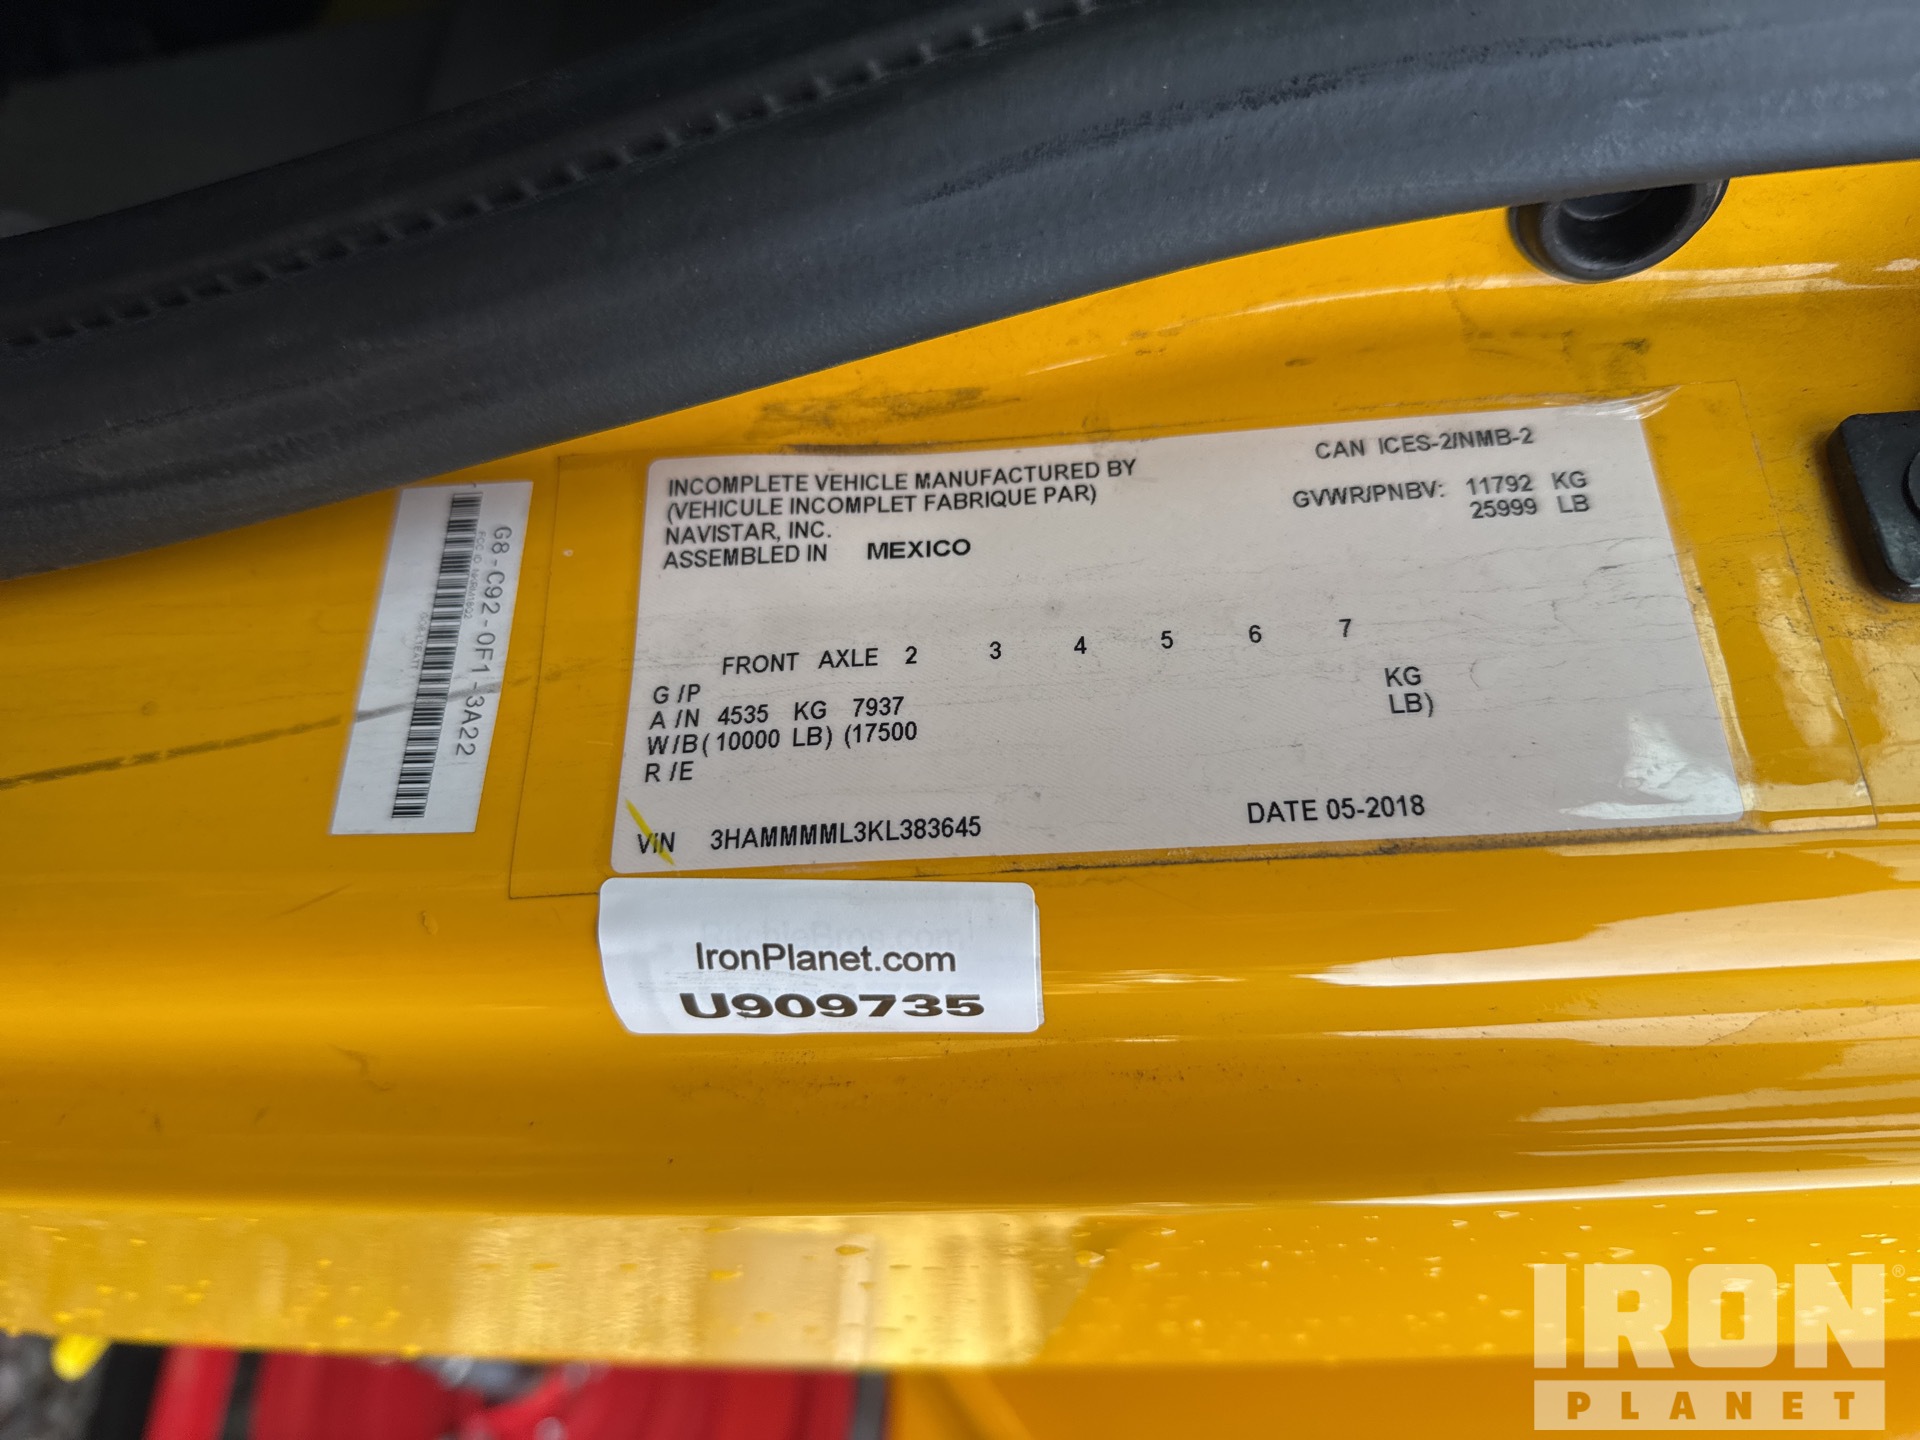 INCOMPLETE VEHICLE MANUFACTURED BY
(VEHICULE INCOMPLET FABRIQUE PAR)
NAVISTAR, INC.
ASSEMBLED IN MEXICO
CAN ICES-2/NMB-2
GVWR/PNBV: 11792 KG
25999 LB
FRONT AXLE 2 3 4 5 6 7
G /P
A /N 4535 KG 7937 KG
W/B ( 10000 LB) (17500 LB)
R /E
VIN 3HAMMMML3KL383645 DATE 05-2018
G8-C92-0F1-3A22
FCC ID:
IronPlanet.com
U909735
IRON
PLANET
®